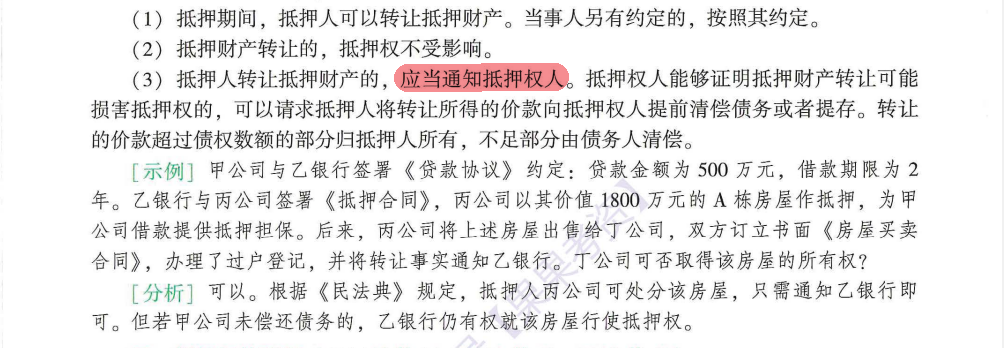 （1）抵押期间，抵押人可以转让抵押财产。当事人另有约定的，按照其约定。
（2）抵押财产转让的，抵押权不受影响。
（3）抵押人转让抵押财产的，应当通知抵押权人。抵押权人能够证明抵押财产转让可能
损害抵押权的，可以请求抵押人将转让所得的价款向抵押权人提前清偿债务或者提存。转让
的价款超过债权数额的部分归抵押人所有，不足部分由债务人清偿。
［示例］甲公司与乙银行签署《贷款协议》约定：贷款金额为 500 万元，借款期限为 2
年。乙银行与丙公司签署《抵押合同》，丙公司以其价值 1800 万元的 A 栋房屋作抵押，为甲
公司借款提供抵押担保。后来，丙公司将上述房屋出售给丁公司，双方订立书面《房屋买卖
合同》，办理了过户登记，并将转让事实通知乙银行。丁公司可否取得该房屋的所有权？
［分析］可以。根据《民法典》规定，抵押人丙公司可处分该房屋，只需通知乙银行即
可。但若甲公司未偿还债务的，乙银行仍有权就该房屋行使抵押权。